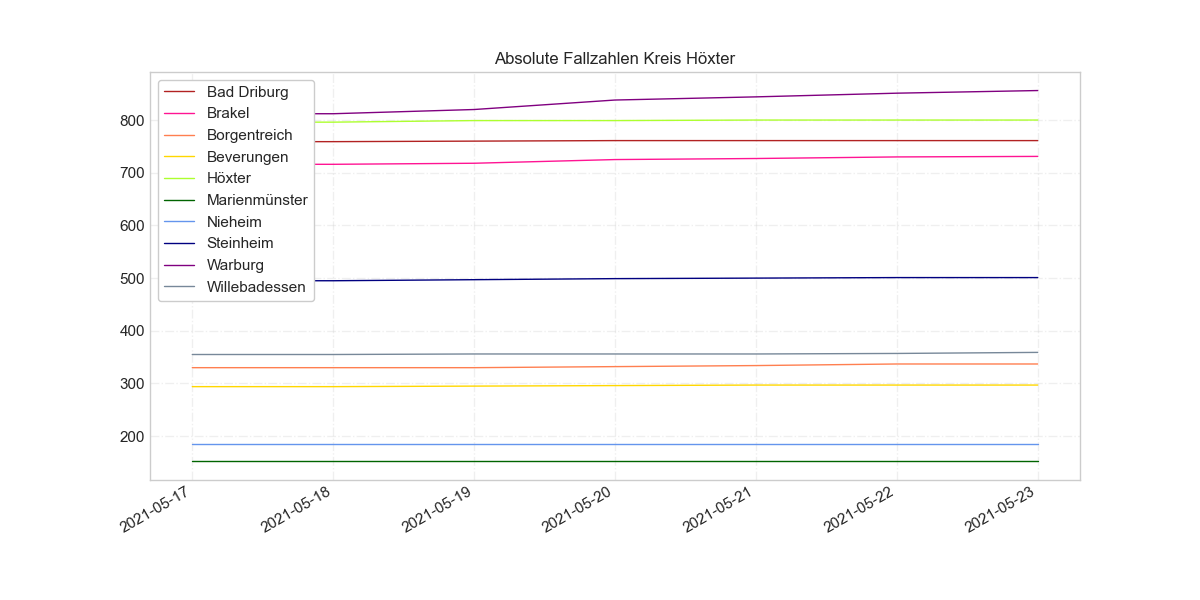 Absolute Fallzahlen Kreis Höxter
Bad Driburg
Brakel
Borgentreich
Beverungen
Höxter
Marienmünster
Nieheim
Steinheim
Warburg
Willebadessen
800
700
600
500
400
300
200
2021-05-17
2021-05-18
2021-05-19
2021-05-20
2021-05-21
2021-05-22
2021-05-23